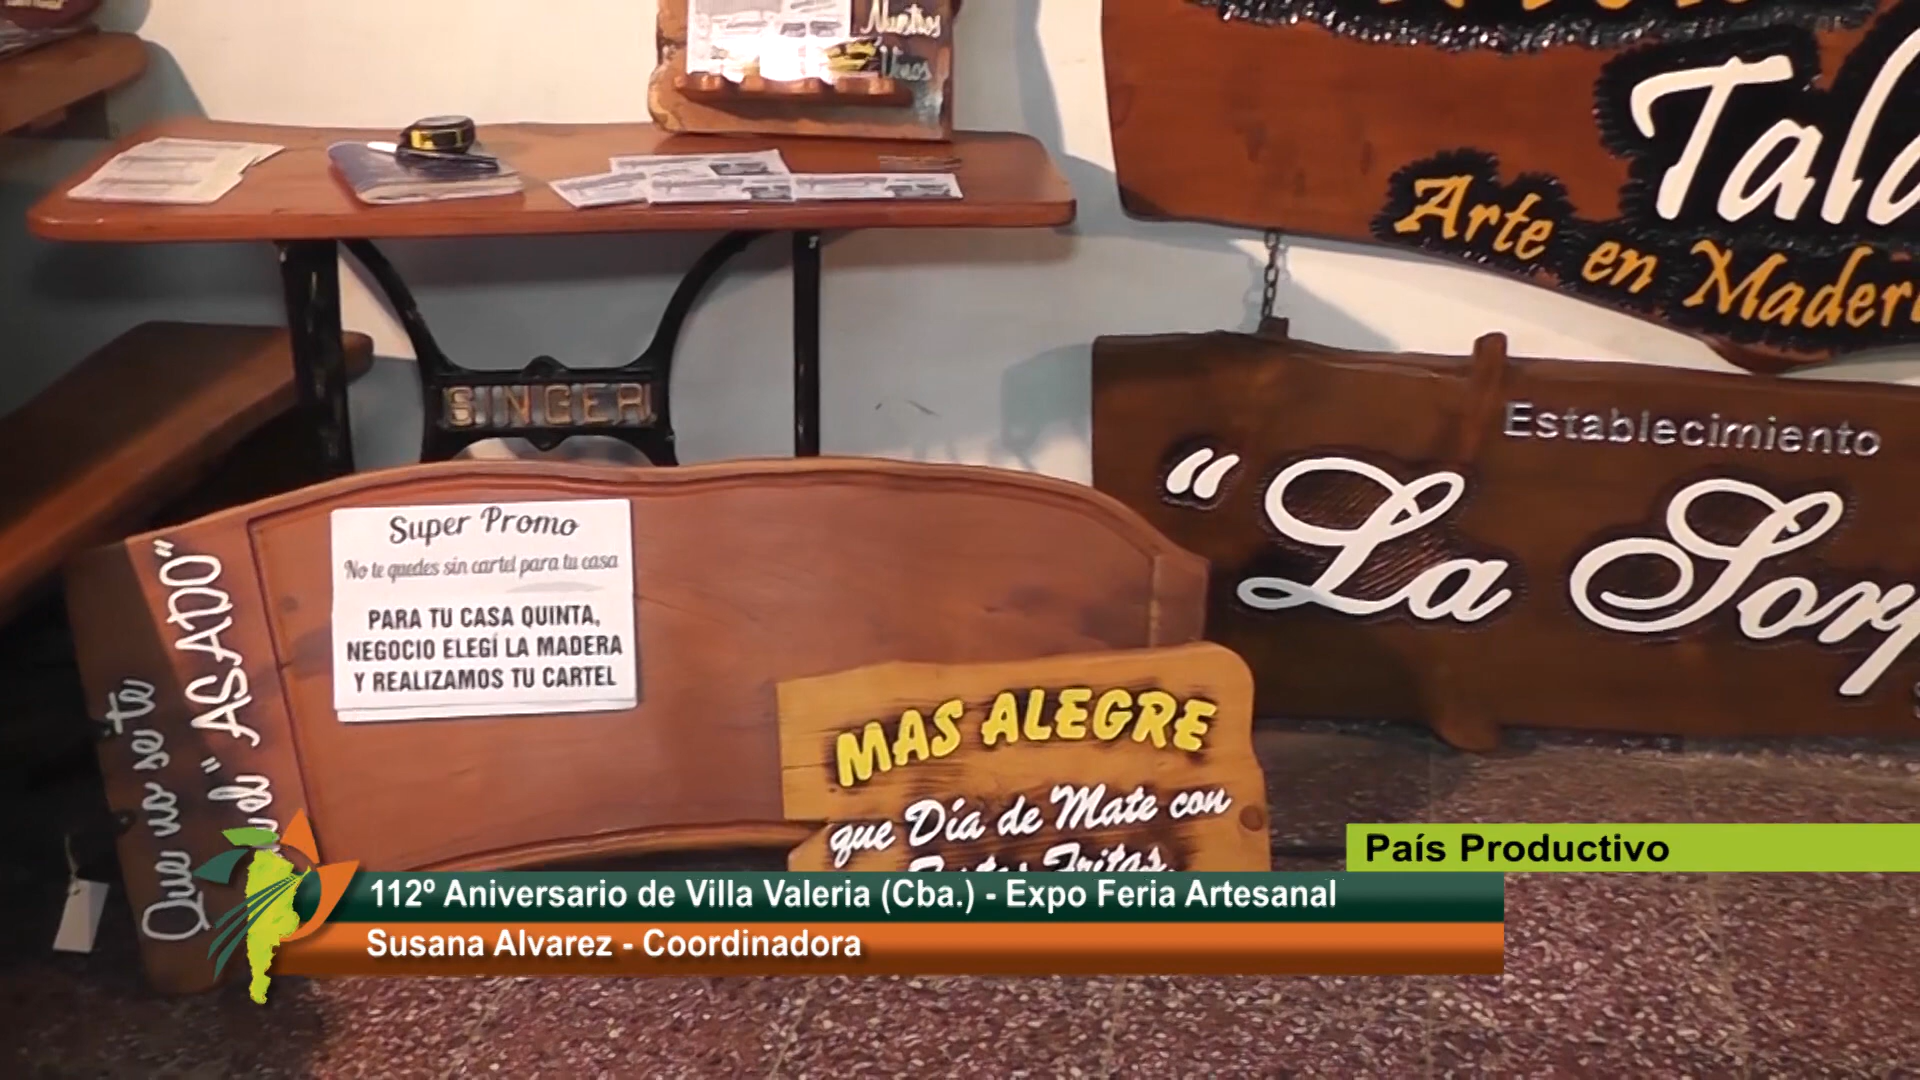 Nuestros
Tala
Arte en Mader
SINGER
Establecimiento
"La Sor
Super Promo
No te quedes sin cartel para tu casa
PARA TU CASA QUINTA,
NEGOCIO ELEGÍ LA MADERA
Y REALIZAMOS TU CARTEL
Que no se te
"ASADO"
MAS ALEGRE
que Día de Mate con
Fritas
País Productivo
112º Aniversario de Villa Valeria (Cba.) - Expo Feria Artesanal
Susana Alvarez - Coordinadora